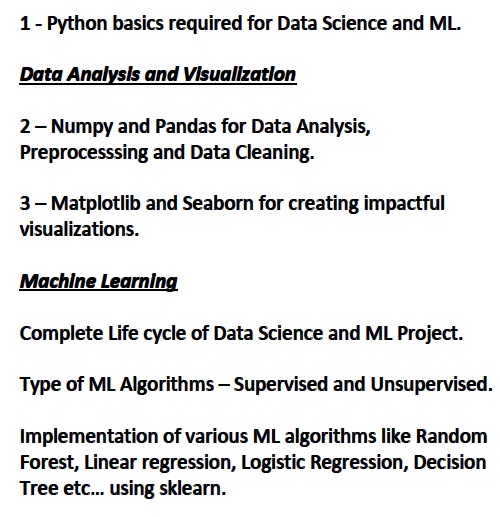 1 - Python basics required for Data Science and ML.
Data Analysis and Visualization
2 – Numpy and Pandas for Data Analysis,
Preprocesssing and Data Cleaning.
3 – Matplotlib and Seaborn for creating impactful
visualizations.
Machine Learning
Complete Life cycle of Data Science and ML Project.
Type of ML Algorithms – Supervised and Unsupervised.
Implementation of various ML algorithms like Random
Forest, Linear regression, Logistic Regression, Decision
Tree etc... using sklearn.